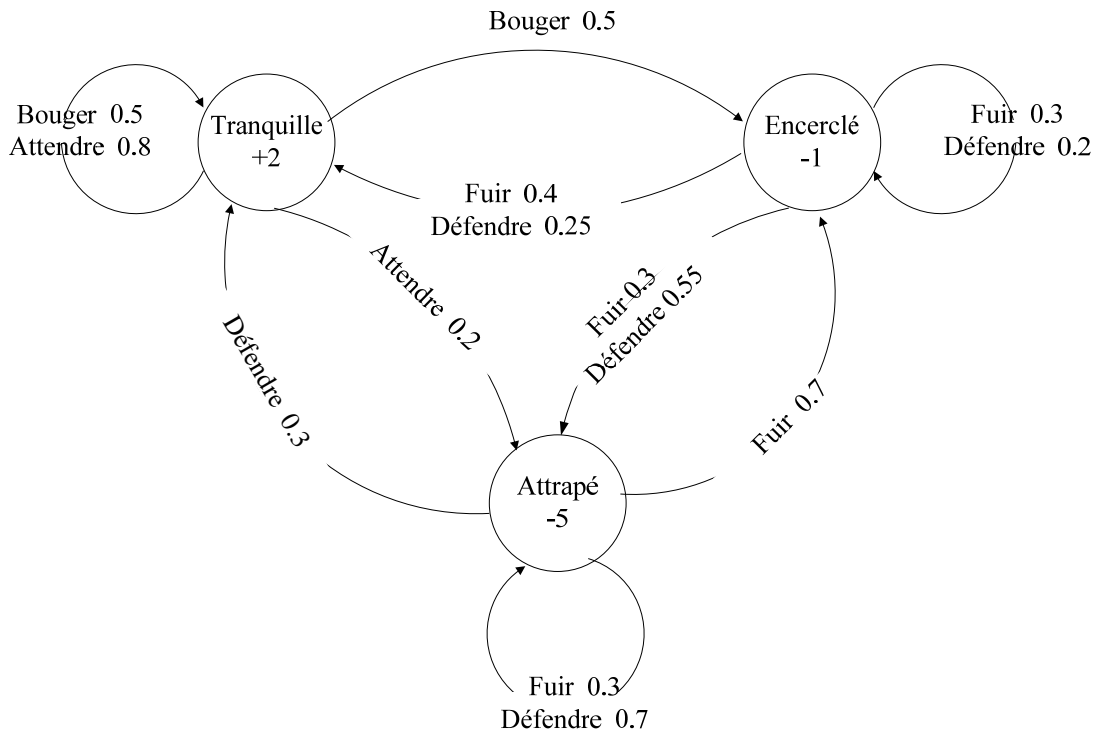 Bouger 0.5
Bouger 0.5
Attendre 0.8
Tranquille
+2
Encerclé
-1
Fuir 0.3
Défendre 0.2
Fuir 0.4
Défendre 0.25
Attendre 0.2
Fuir 0.3
Défendre 0.55
Défendre 0.3
Fuir 0.7
Attrapé
-5
Fuir 0.3
Défendre 0.7